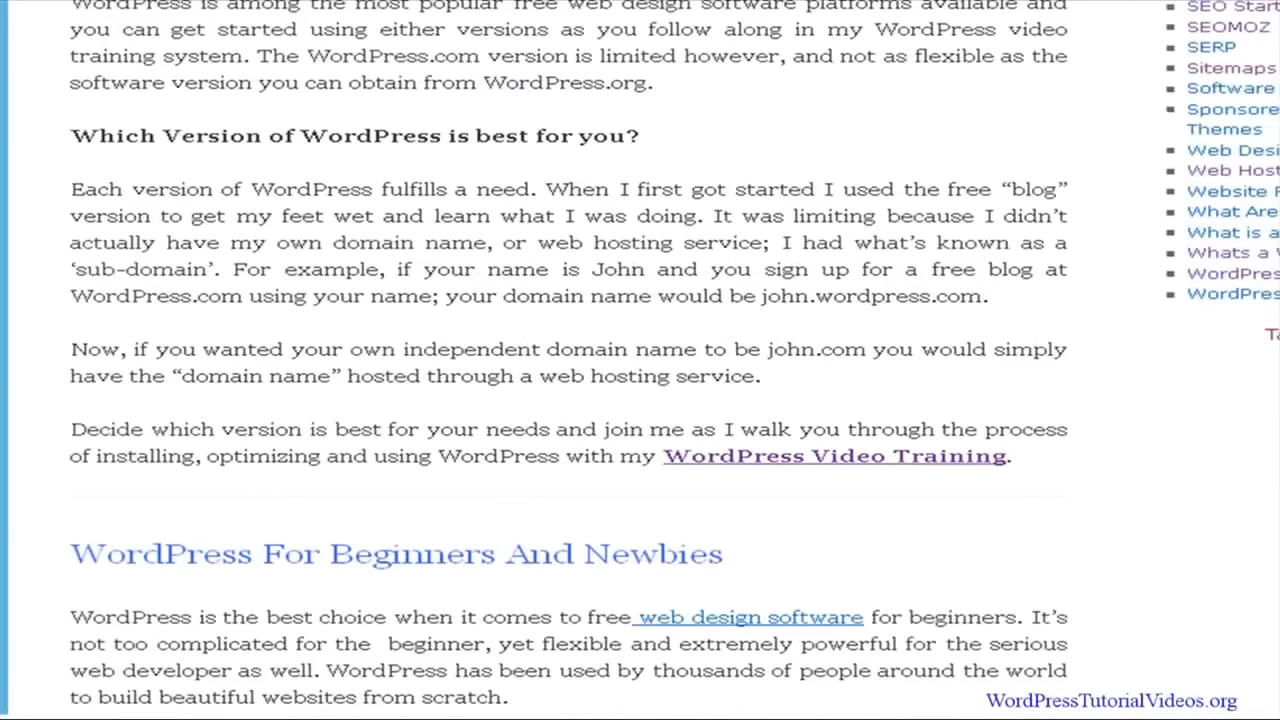 WordPress is among the most popular free web design software platforms available and
you can get started using either versions as you follow along in my WordPress video
training system. The WordPress.com version is limited however, and not as flexible as the
software version you can obtain from WordPress.org.
Which Version of WordPress is best for you?
Each version of WordPress fulfills a need. When I first got started I used the free “blog”
version to get my feet wet and learn what I was doing. It was limiting because I didn’t
actually have my own domain name, or web hosting service; I had what’s known as a
‘sub-domain’. For example, if your name is John and you sign up for a free blog at
WordPress.com using your name; your domain name would be john.wordpress.com.
Now, if you wanted your own independent domain name to be john.com you would simply
have the “domain name” hosted through a web hosting service.
Decide which version is best for your needs and join me as I walk you through the process
of installing, optimizing and using WordPress with my WordPress Video Training.
WordPress For Beginners And Newbies
WordPress is the best choice when it comes to free web design software for beginners. It’s
not too complicated for the beginner, yet flexible and extremely powerful for the serious
web developer as well. WordPress has been used by thousands of people around the world
to build beautiful websites from scratch.
SEO Start
SEOMOZ
SERP
Sitemaps
Software
Sponsore
Themes
Web Desi
Web Host
Website
What Are
What is a
Whats a
WordPres
WordPres
WordPressTutorialVideos.org